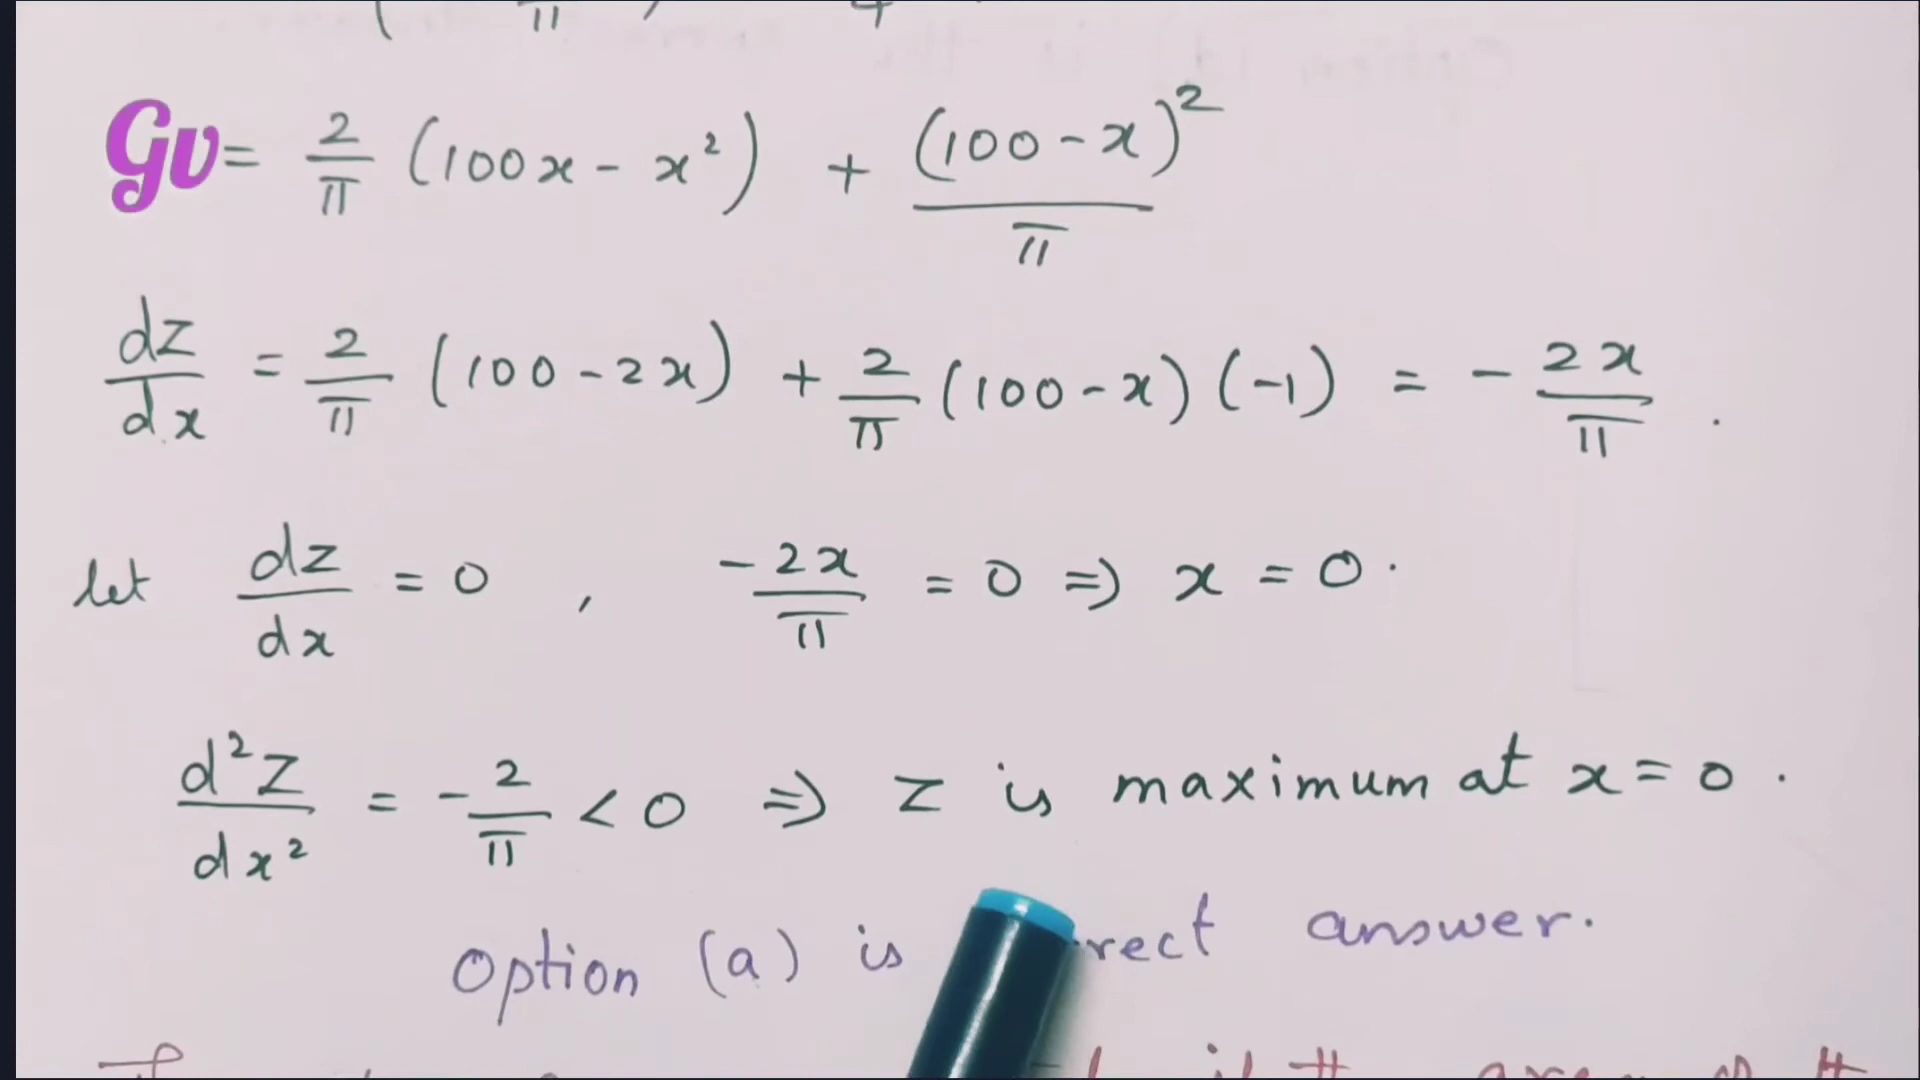 Gv = 2/π (100x - x²) + (100 - x)²/π
dz/dx = 2/π (100 - 2x) + 2/π (100 - x) (-1) = - 2x/π .
let dz/dx = 0 , -2x/π = 0 ⇒ x = 0 .
d²z/dx² = - 2/π < 0 ⇒ z is maximum at x = 0 .
option (a) is rrect answer.